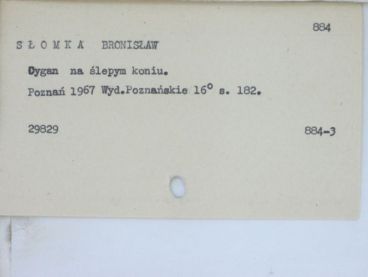 884
SŁOMKA BRONISŁAW
Cygan na ślepym koniu.
Poznań 1967 Wyd.Poznańskie 16° s. 182.
29829 884-3